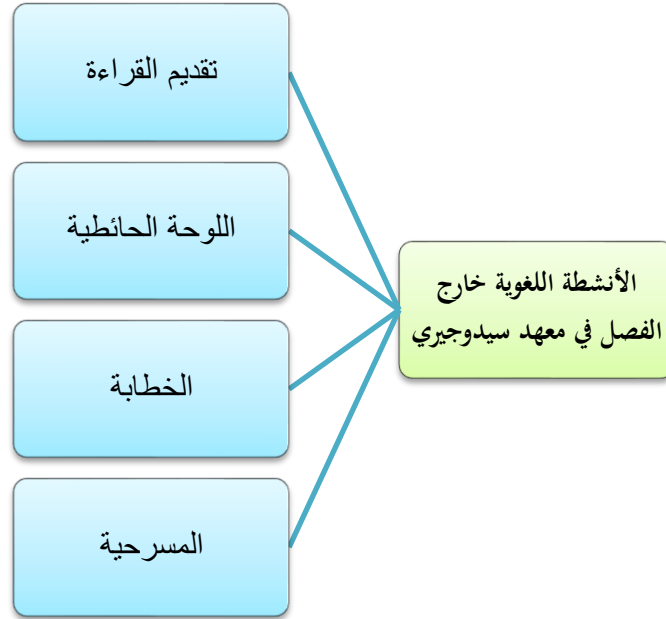 الأنشطة اللغوية خارج
الفصل في معهد سيدوجيري
تقديم القراءة
اللوحة الحائطية
الخطابة
المسرحية